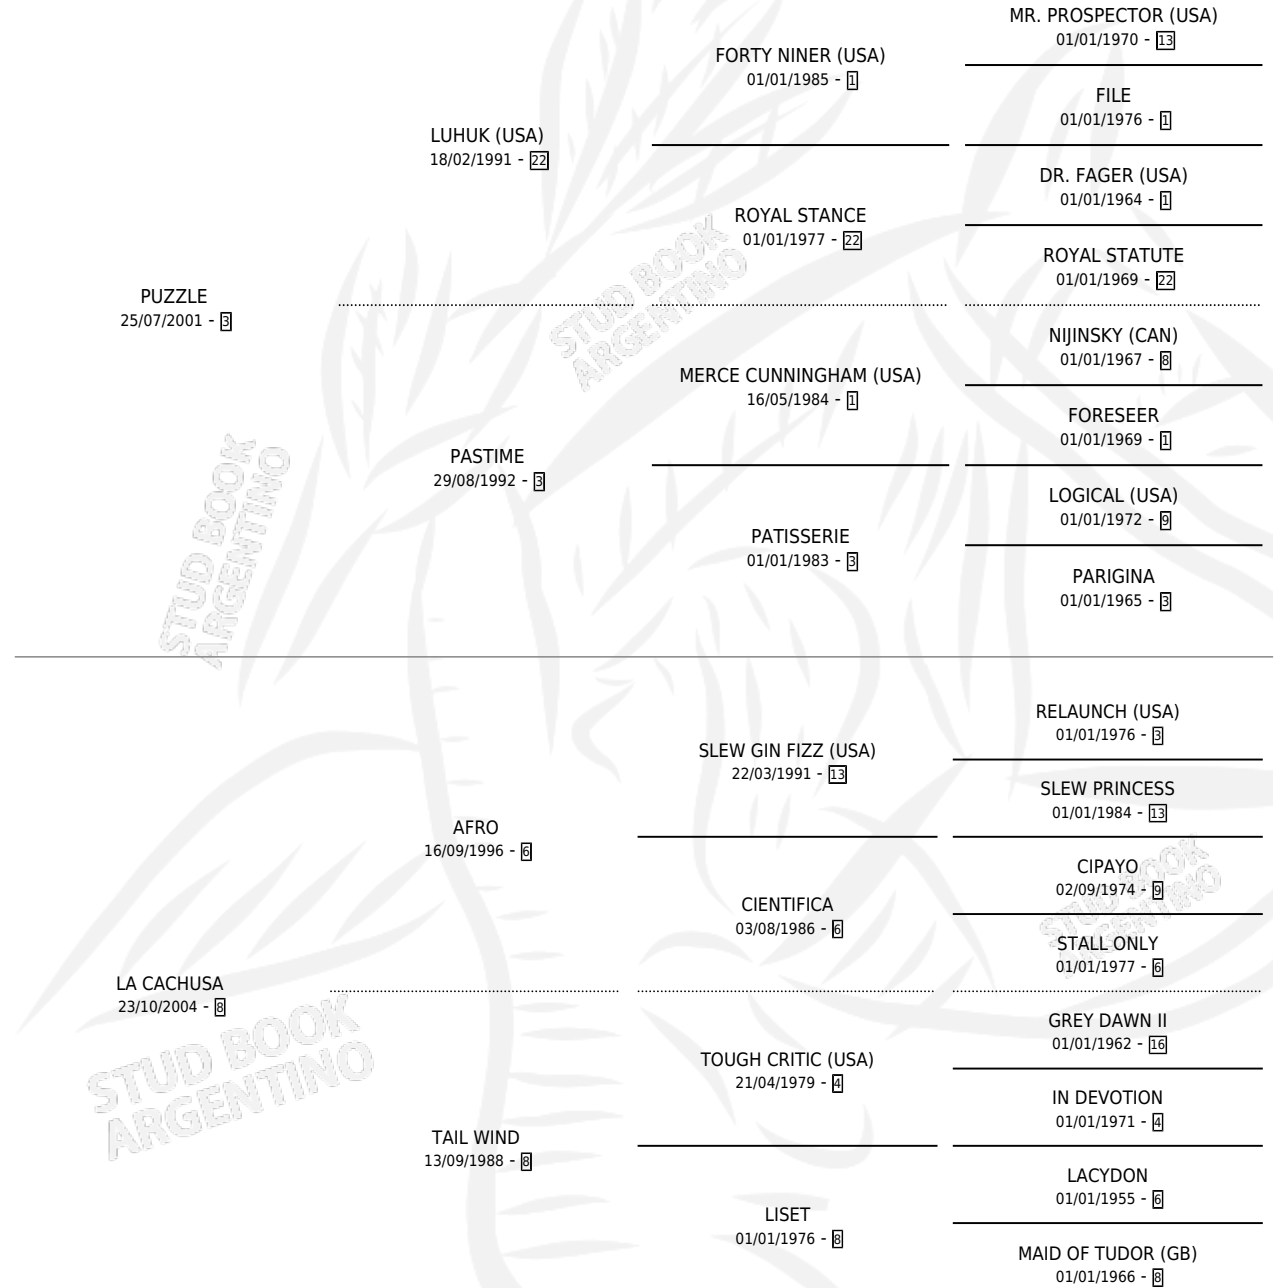 MR. PROSPECTOR (USA)
01/01/1970 - 13
FORTY NINER (USA)
01/01/1985 - 1
FILE
01/01/1976 - 1
LUHUK (USA)
18/02/1991 - 22
DR. FAGER (USA)
01/01/1964 - 1
ROYAL STANCE
01/01/1977 - 22
ROYAL STATUTE
01/01/1969 - 22
PUZZLE
25/07/2001 - 3
STUD BOOK
ARGENTINO
NIJINSKY (CAN)
01/01/1967 - 8
MERCE CUNNINGHAM (USA)
16/05/1984 - 1
FORESEER
01/01/1969 - 1
PASTIME
29/08/1992 - 3
LOGICAL (USA)
01/01/1972 - 9
PATISSERIE
01/01/1983 - 3
PARIGINA
01/01/1965 - 3
STUD BOOK
ARGENTINO
RELAUNCH (USA)
01/01/1976 - 3
SLEW GIN FIZZ (USA)
22/03/1991 - 13
SLEW PRINCESS
01/01/1984 - 13
AFRO
16/09/1996 - 6
CIPAYO
02/09/1974 - 9
CIENTIFICA
03/08/1986 - 6
STALL ONLY
01/01/1977 - 6
STUD BOOK
ARGENTINO
LA CACHUSA
23/10/2004 - 8
GREY DAWN II
01/01/1962 - 16
TOUGH CRITIC (USA)
21/04/1979 - 4
IN DEVOTION
01/01/1971 - 4
STUD BOOK
ARGENTINO
TAIL WIND
13/09/1988 - 8
LACYDON
01/01/1955 - 6
LISET
01/01/1976 - 8
MAID OF TUDOR (GB)
01/01/1966 - 8